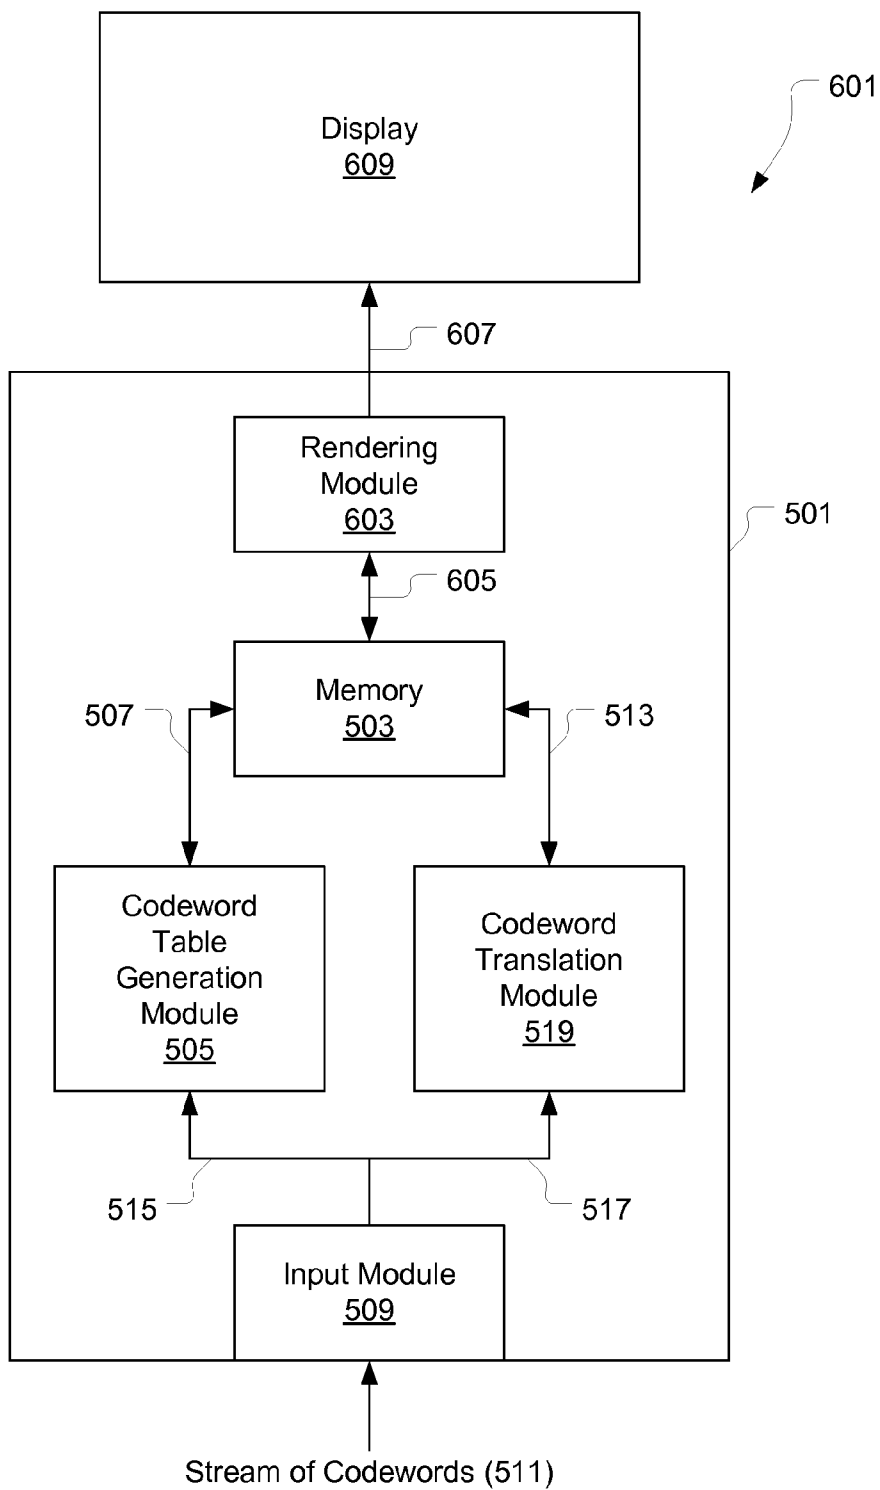 601
Display
609
607
Rendering
Module
603
501
605
Memory
503
507
513
Codeword
Table
Generation
Module
505
Codeword
Translation
Module
519
515
517
Input Module
509
Stream of Codewords (511)